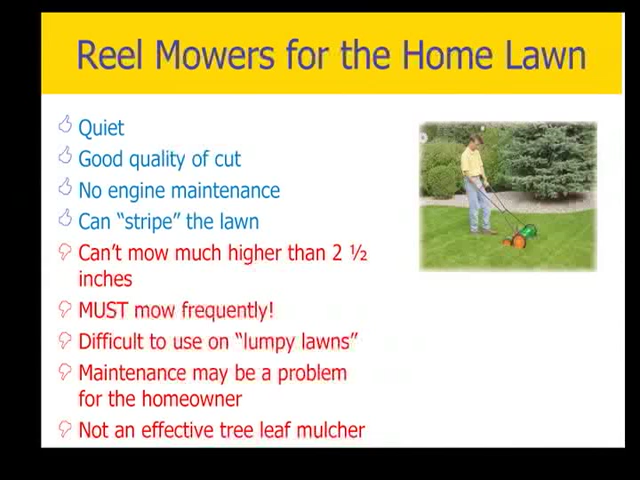 Reel Mowers for the Home Lawn
Quiet
Good quality of cut
No engine maintenance
Can “stripe” the lawn
Can’t mow much higher than 2 ½
inches
MUST mow frequently!
Difficult to use on “lumpy lawns”
Maintenance may be a problem
for the homeowner
Not an effective tree leaf mulcher